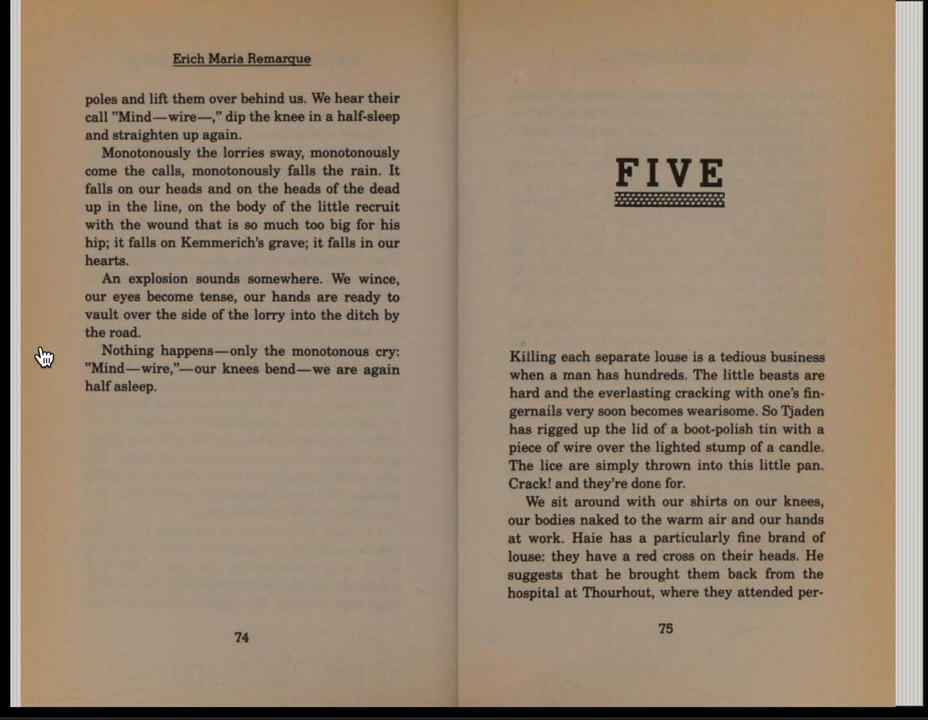 Erich Maria Remarque
poles and lift them over behind us. We hear their
call "Mind—wire—," dip the knee in a half-sleep
and straighten up again.
Monotonously the lorries sway, monotonously
come the calls, monotonously falls the rain. It
falls on our heads and on the heads of the dead
up in the line, on the body of the little recruit
with the wound that is so much too big for his
hip; it falls on Kemmerich's grave; it falls in our
hearts.
An explosion sounds somewhere. We wince,
our eyes become tense, our hands are ready to
vault over the side of the lorry into the ditch by
the road.
Nothing happens—only the monotonous cry:
"Mind—wire,"—our knees bend—we are again
half asleep.
74
FIVE
Killing each separate louse is a tedious business
when a man has hundreds. The little beasts are
hard and the everlasting cracking with one's fin-
gernails very soon becomes wearisome. So Tjaden
has rigged up the lid of a boot-polish tin with a
piece of wire over the lighted stump of a candle.
The lice are simply thrown into this little pan.
Crack! and they're done for.
We sit around with our shirts on our knees,
our bodies naked to the warm air and our hands
at work. Haie has a particularly fine brand of
louse: they have a red cross on their heads. He
suggests that he brought them back from the
hospital at Thourhout, where they attended per-
75